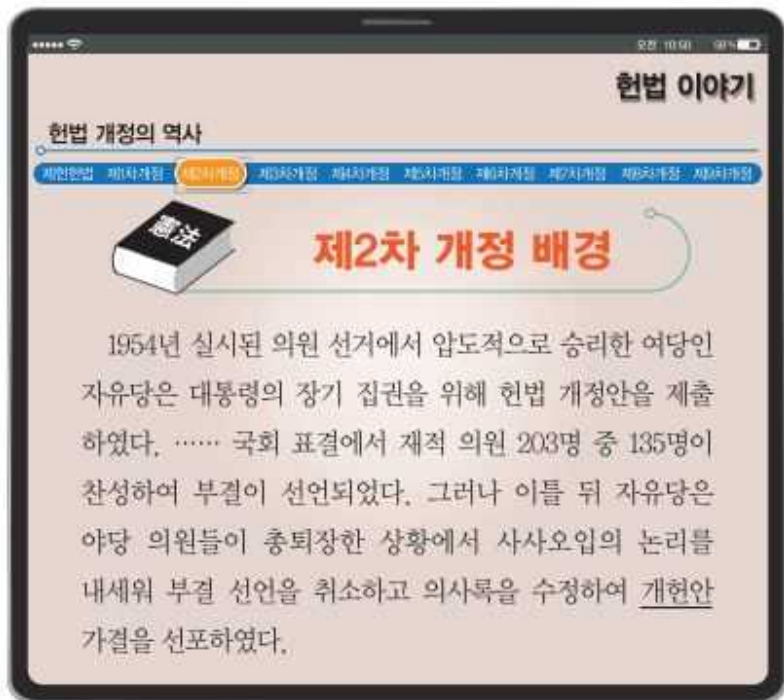 오전 10:50 98%
헌법 이야기
헌법 개정의 역사
제헌헌법 제1차개정 제2차개정 제3차개정 제4차개정 제5차개정 제6차개정 제7차개정 제8차개정 제9차개정
憲法
제2차 개정 배경
1954년 실시된 의원 선거에서 압도적으로 승리한 여당인
자유당은 대통령의 장기 집권을 위해 헌법 개정안을 제출
하였다. …… 국회 표결에서 재적 의원 203명 중 135명이
찬성하여 부결이 선언되었다. 그러나 이틀 뒤 자유당은
야당 의원들이 총퇴장한 상황에서 사사오입의 논리를
내세워 부결 선언을 취소하고 의사록을 수정하여 개헌안
가결을 선포하였다.